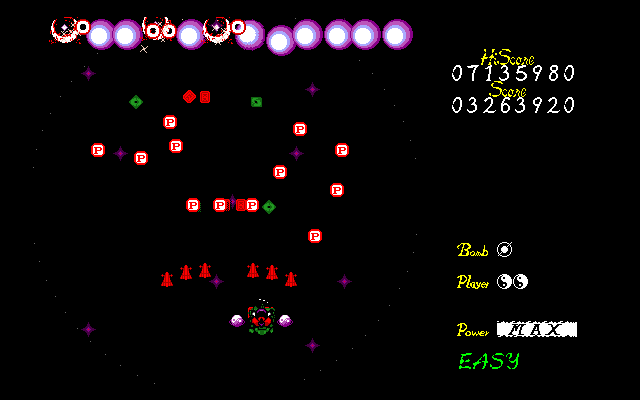 HiScore
07135980
Score
03263920
P
P P
P P P
P
P
P P P
P
Bomb
Player
Power MAX
EASY